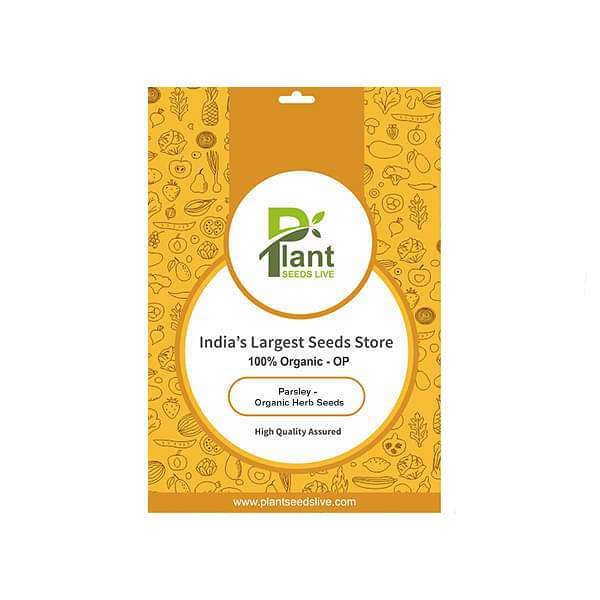 Plant
SEEDS LIVE
India's Largest Seeds Store
100% Organic - OP
Parsley -
Organic Herb Seeds
High Quality Assured
www.plantseedslive.com